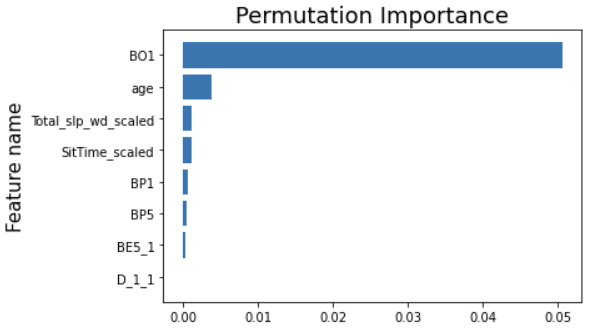 Permutation Importance
Feature name
BO1
age
Total_slp_wd_scaled
SitTime_scaled
BP1
BP5
BE5_1
D_1_1
0.00 0.01 0.02 0.03 0.04 0.05